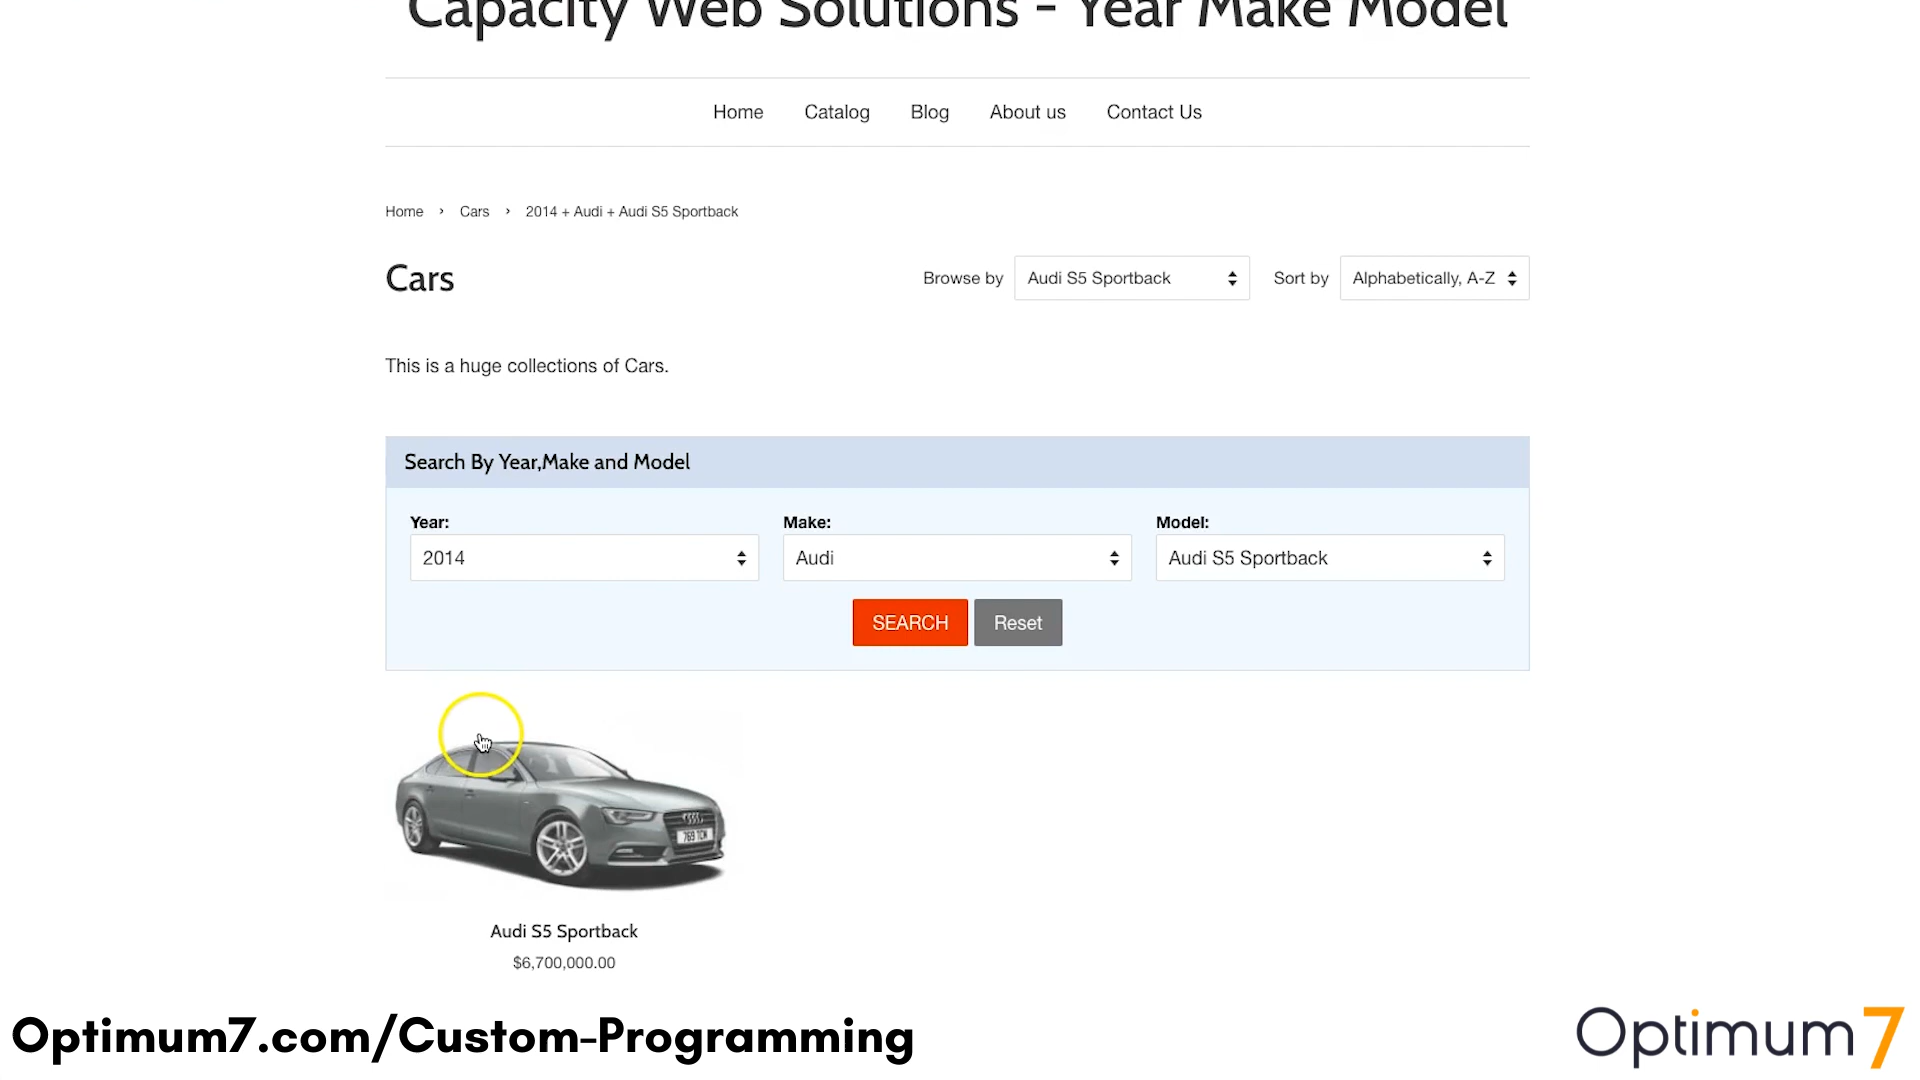 Capacity Web Solutions - Year Make Model
Home Catalog Blog About us Contact Us
Home › Cars › 2014 + Audi + Audi S5 Sportback
Cars
Browse by Audi S5 Sportback Sort by Alphabetically, A-Z
This is a huge collections of Cars.
Search By Year,Make and Model
Year: Make: Model:
2014 Audi Audi S5 Sportback
SEARCH Reset
Audi S5 Sportback
$6,700,000.00
Optimum7.com/Custom-Programming
Optimum7